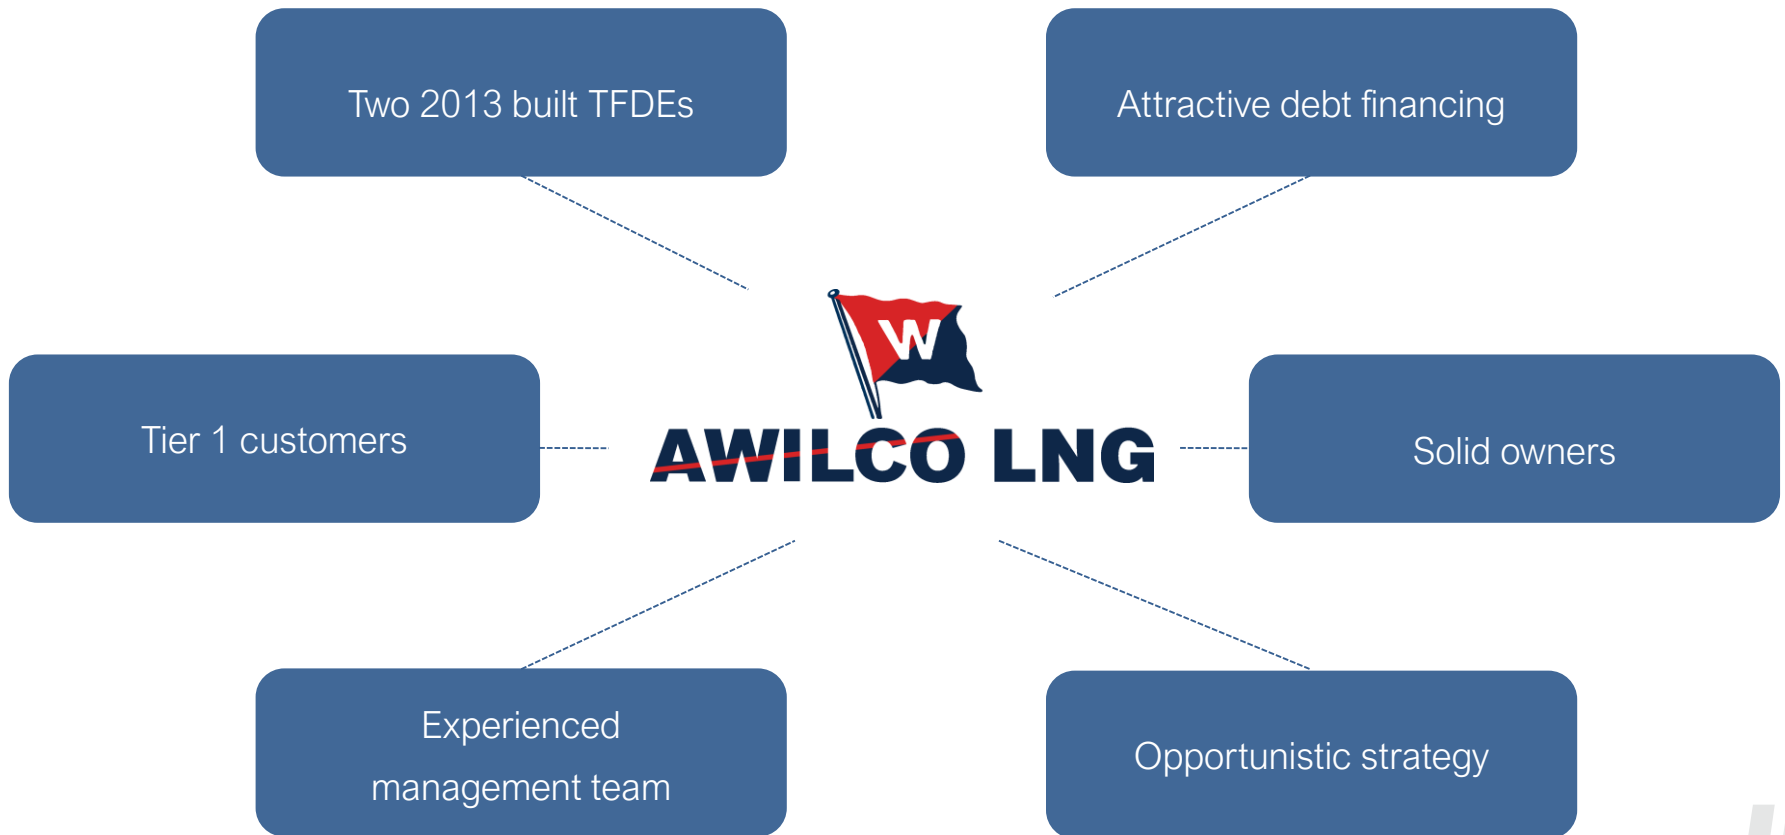 Two 2013 built TFDEs
Attractive debt financing
W
AWILCO LNG
Tier 1 customers
Solid owners
Experienced
management team
Opportunistic strategy